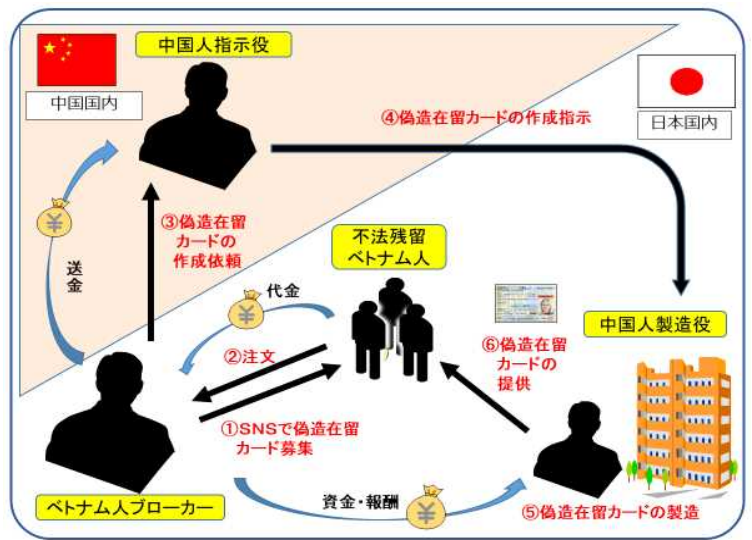 中国人指示役
中国国内
日本国内
④偽造在留カードの作成指示
③偽造在留
カードの
作成依頼
送金
不法残留
ベトナム人
代金
中国人製造役
②注文
⑥偽造在留
カードの
提供
①SNSで偽造在留
カード募集
ベトナム人ブローカー
資金・報酬
⑤偽造在留カードの製造